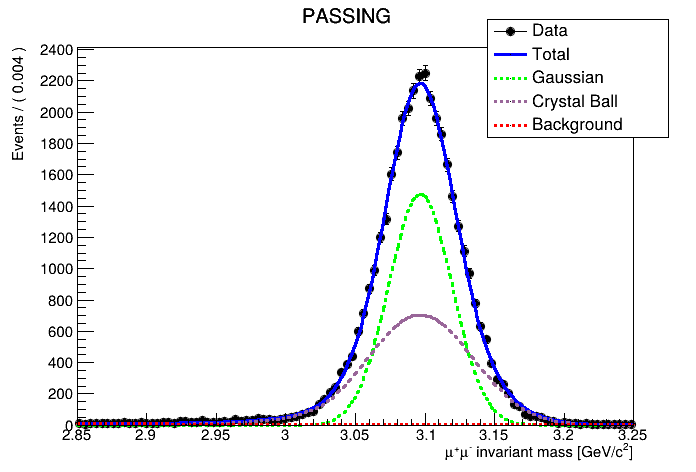 PASSING
Data
Total
Gaussian
Crystal Ball
Background
Events / ( 0.004 )
2400
2200
2000
1800
1600
1400
1200
1000
800
600
400
200
0
2.85 2.9 2.95 3 3.05 3.1 3.15 3.2 3.25
μ⁺μ⁻ invariant mass [GeV/c²]